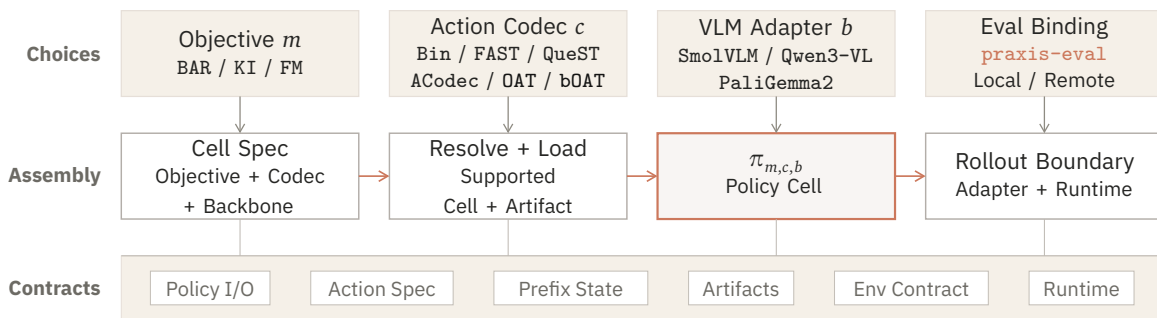 Choices
Objective m
BAR / KI / FM
Action Codec c
Bin / FAST / QueST
ACodec / OAT / bOAT
VLM Adapter b
SmolVLM / Qwen3-VL
PaliGemma2
Eval Binding
praxis-eval
Local / Remote
Assembly
Cell Spec
Objective + Codec
+ Backbone
Resolve + Load
Supported
Cell + Artifact
π_{m,c,b}
Policy Cell
Rollout Boundary
Adapter + Runtime
Contracts
Policy I/O
Action Spec
Prefix State
Artifacts
Env Contract
Runtime